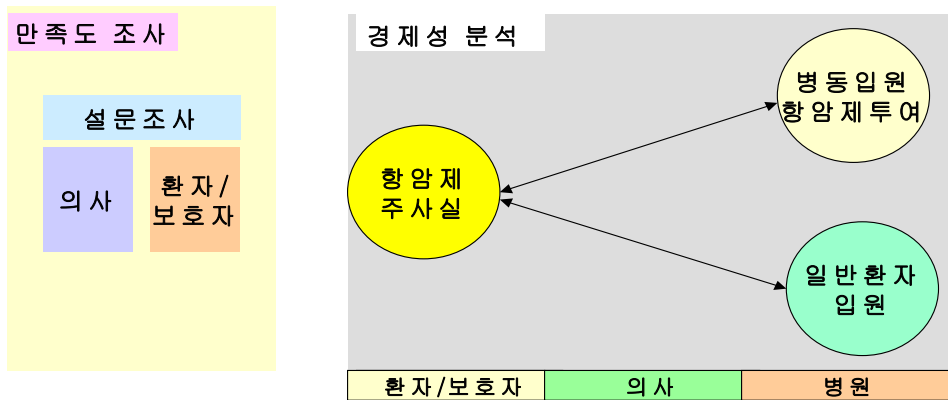 만족도 조사
설문조사
의사
환자/
보호자
경제성 분석
병동입원
항암제투여
항암제
주사실
일반환자
입원
환자/보호자
의사
병원